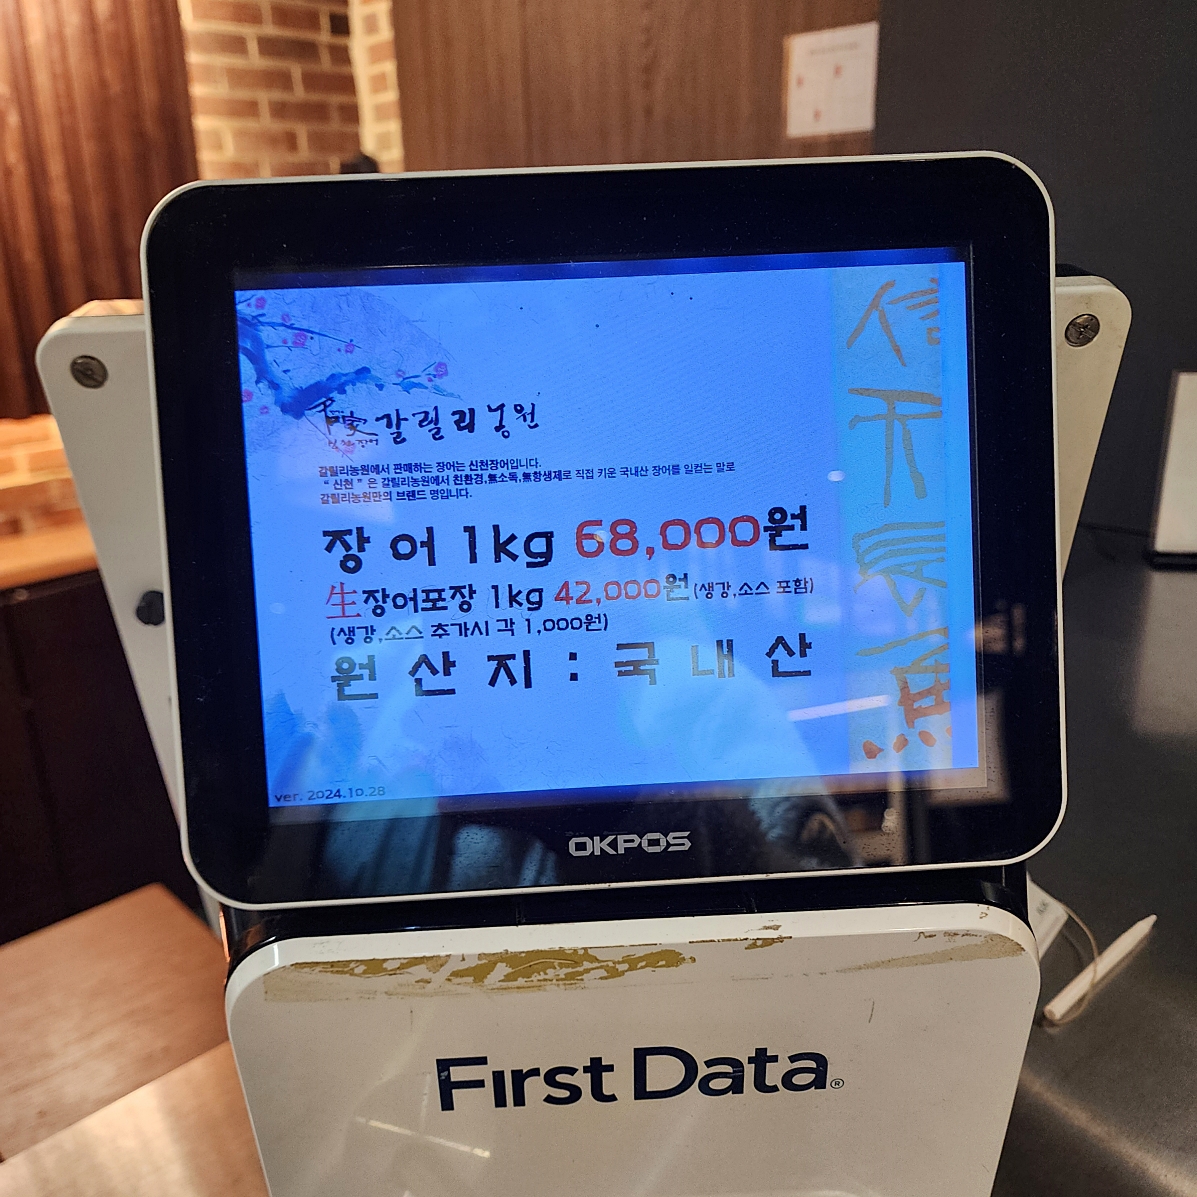 갈릴리농원
갈릴리농원에서 판매하는 장어는 신천장어입니다.
" 신천 " 은 갈릴리농원에서 친환경,無소독,無항생제로 직접 키운 국내산 장어를 일컫는 말로
갈릴리농원만의 브랜드 명입니다.
장어 1kg 68,000원
生장어포장 1kg 42,000원(생강,소스 포함)
(생강,소스 추가시 각 1,000원)
원산지 : 국내산
信
天
長
魚
ver. 2024.10.28
OKPOS
First Data®